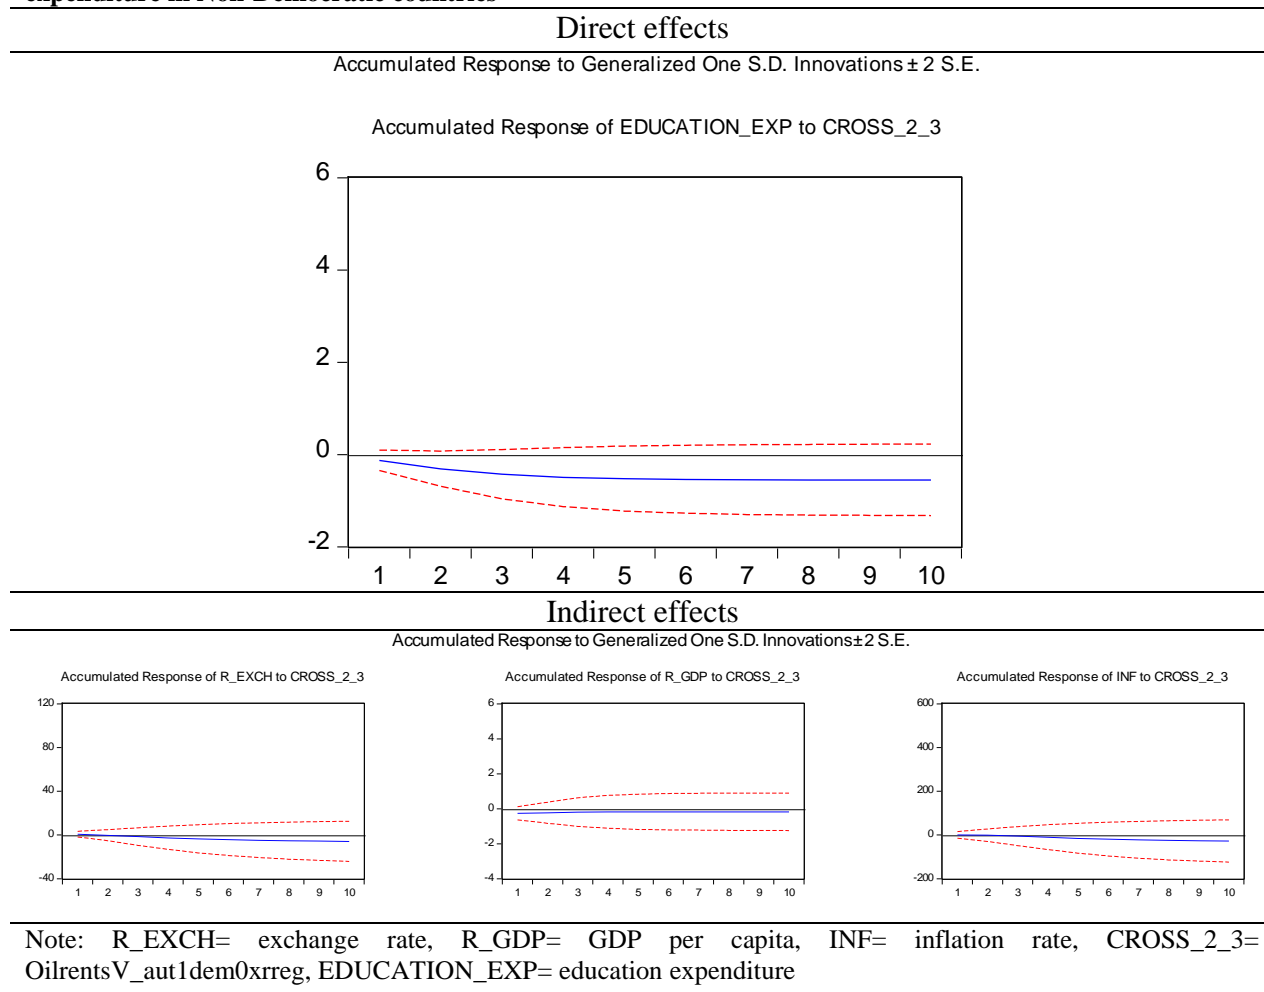 expenditure in Non-Democratic countries
Direct effects
Accumulated Response to Generalized One S.D. Innovations ± 2 S.E.
Accumulated Response of EDUCATION_EXP to CROSS_2_3
6
4
2
0
-2
1 2 3 4 5 6 7 8 9 10
Indirect effects
Accumulated Response to Generalized One S.D. Innovations ± 2 S.E.
Accumulated Response of R_EXCH to CROSS_2_3
120
80
40
0
-40
1 2 3 4 5 6 7 8 9 10
Accumulated Response of R_GDP to CROSS_2_3
6
4
2
0
-2
-4
1 2 3 4 5 6 7 8 9 10
Accumulated Response of INF to CROSS_2_3
600
400
200
0
-200
1 2 3 4 5 6 7 8 9 10
Note: R_EXCH= exchange rate, R_GDP= GDP per capita, INF= inflation rate, CROSS_2_3=
OilrentsV_aut1dem0xrreg, EDUCATION_EXP= education expenditure